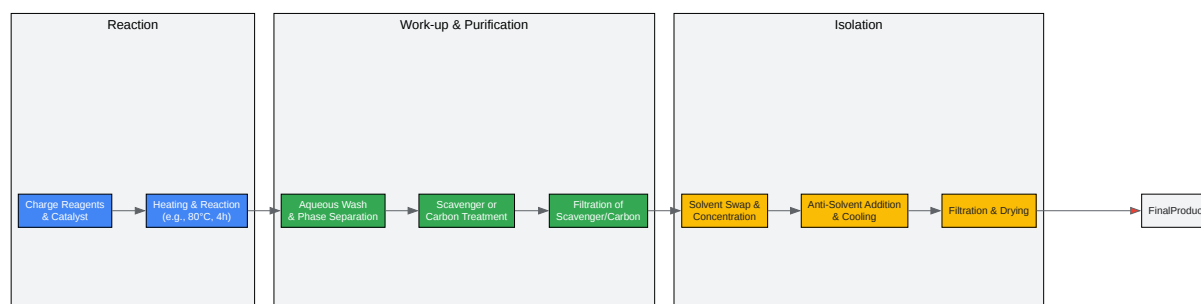 Reaction
Work-up & Purification
Isolation
Charge Reagents
& Catalyst
Heating & Reaction
(e.g., 80°C, 4h)
Aqueous Wash
& Phase Separation
Scavenger or
Carbon Treatment
Filtration of
Scavenger/Carbon
Solvent Swap &
Concentration
Anti-Solvent Addition
& Cooling
Filtration & Drying
FinalProduc